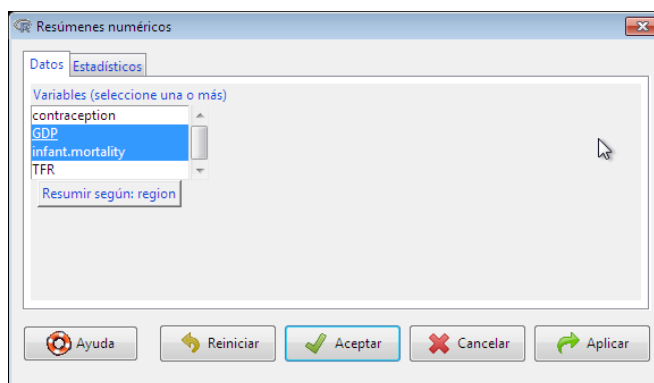 Resúmenes numéricos
Datos Estadísticos
Variables (seleccione una o más)
contraception
GDP
infant.mortality
TFR
Resumir según: region
Ayuda Reiniciar Aceptar Cancelar Aplicar